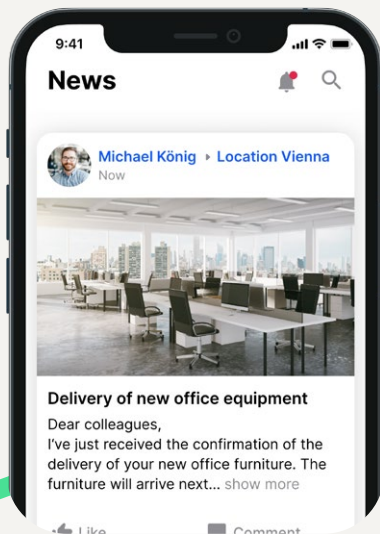 9:41
News
Michael König ▸ Location Vienna
Now
Delivery of new office equipment
Dear colleagues,
I've just received the confirmation of the
delivery of your new office furniture. The
furniture will arrive next... show more
Like Comment